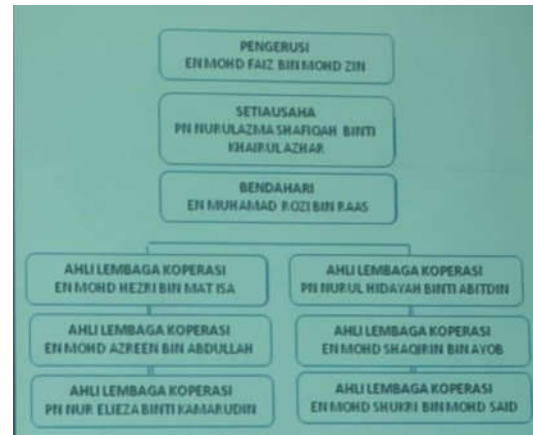 PENGERUSI
EN MOHD FAIZ BIN MOHD ZIN
SETIAUSAHA
PN NURULAZMA SHAFIQAH BINTI
KHAIRULAZHAR
BENDAHARI
EN MUHAMAD ROZI BIN RAAS
AHLI LEMBAGA KOPERASI
EN MOHD HEZRI BIN MAT ISA
AHLI LEMBAGA KOPERASI
PN NURUL HIDAYAH BINTI ABITDIN
AHLI LEMBAGA KOPERASI
EN MOHD AZREEN BIN ABDULLAH
AHLI LEMBAGA KOPERASI
EN MOHD SHAQIRIN BIN AYOB
AHLI LEMBAGA KOPERASI
PN NUR ELIEZA BINTI KAMARUDIN
AHLI LEMBAGA KOPERASI
EN MOHD SHUKRI BIN MOHD SAID